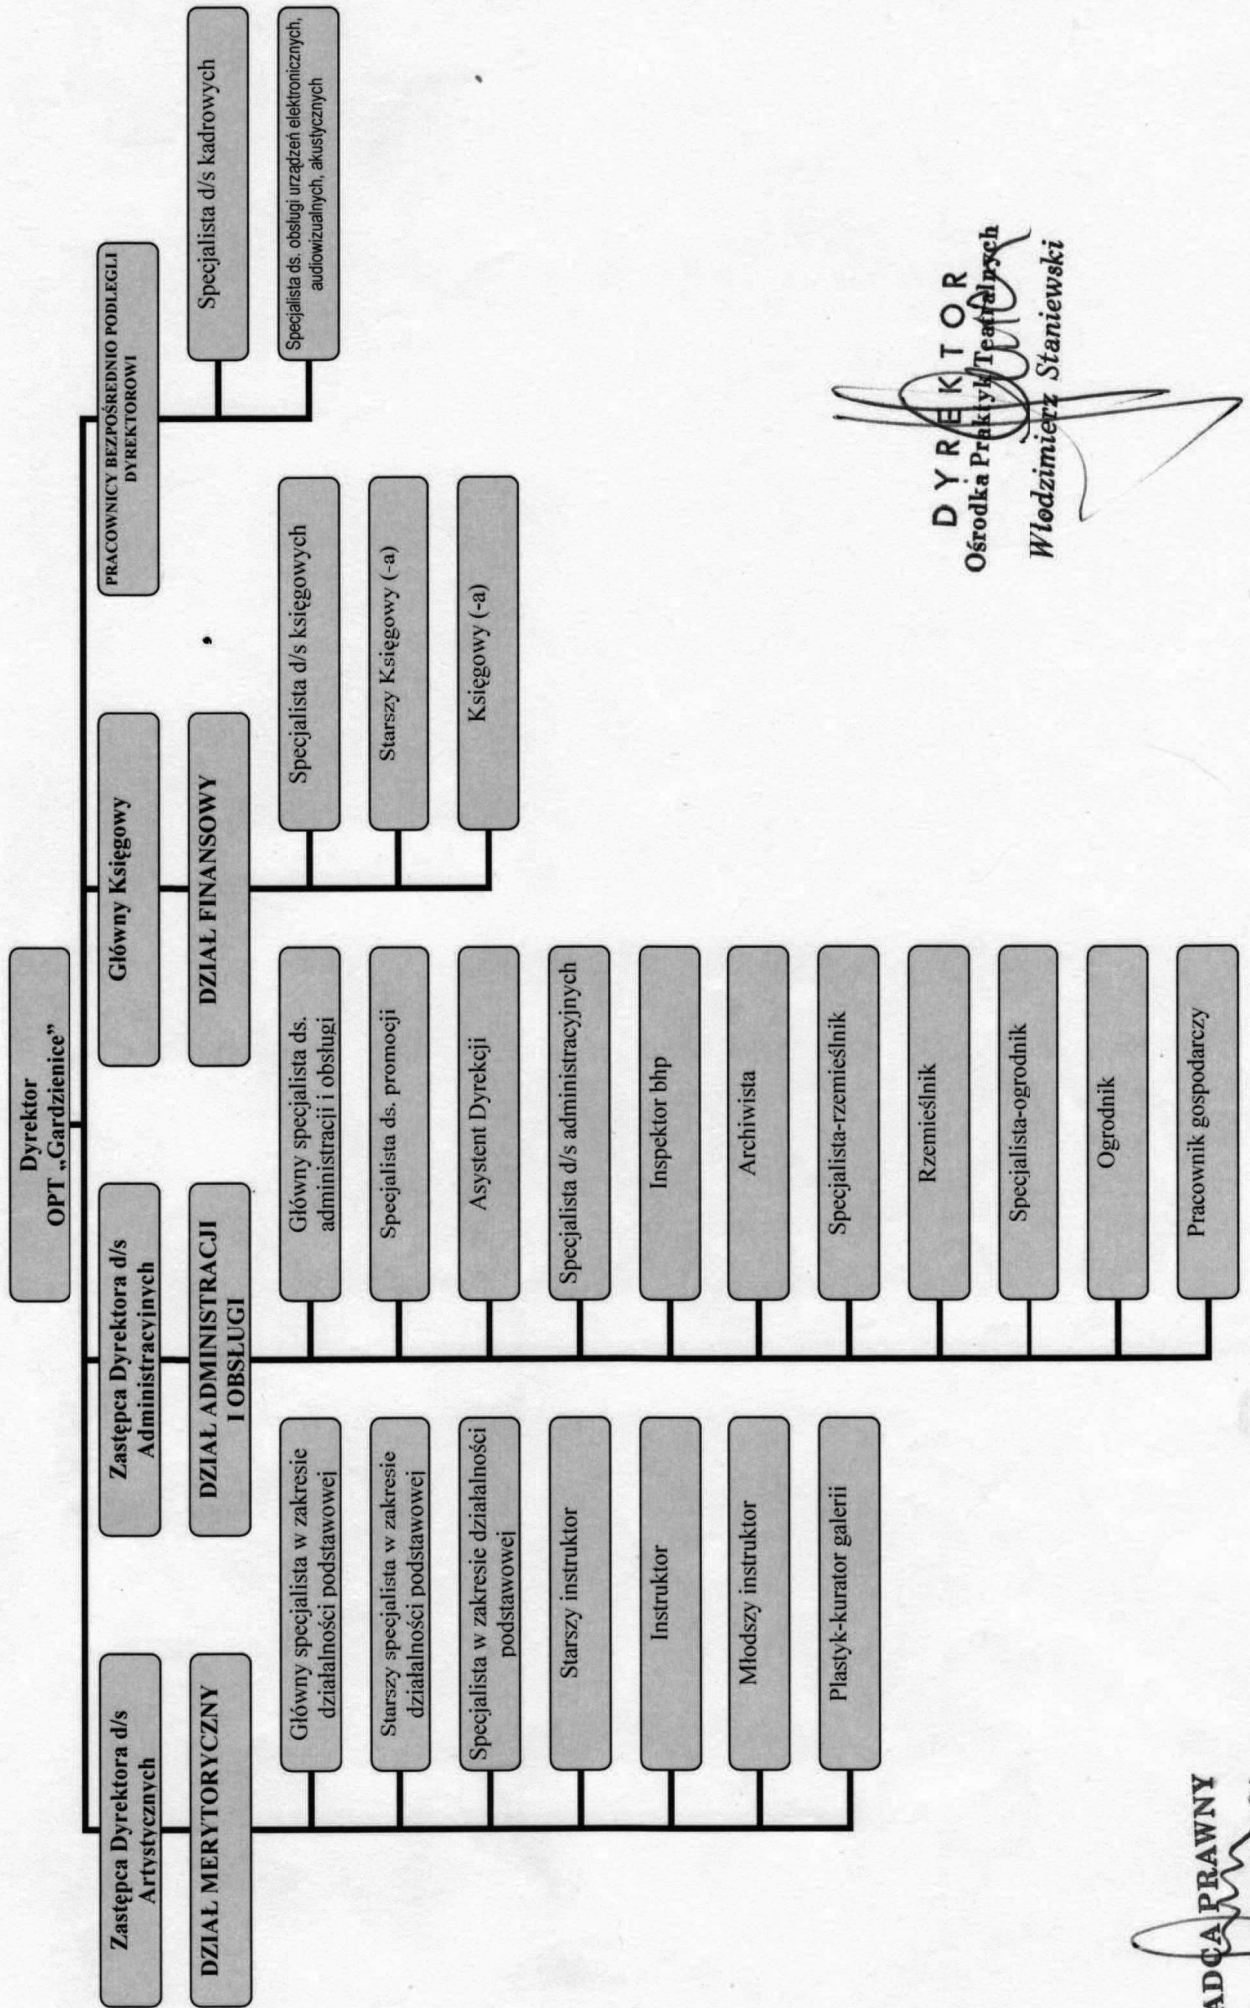 Dyrektor
OPT „Gardzienice”
Zastępca Dyrektora d/s
Artystycznych
DZIAŁ MERYTORYCZNY
Główny specjalista w zakresie
działalności podstawowej
Starszy specjalista w zakresie
działalności podstawowej
Specjalista w zakresie działalności
podstawowej
Starszy instruktor
Instruktor
Młodszy instruktor
Plastyk-kurator galerii
Zastępca Dyrektora d/s
Administracyjnych
DZIAŁ ADMINISTRACJI
I OBSŁUGI
Główny specjalista ds.
administracji i obsługi
Specjalista ds. promocji
Asystent Dyrekcji
Specjalista d/s administracyjnych
Inspektor bhp
Archiwista
Specjalista-rzemieślnik
Rzemieślnik
Specjalista-ogrodnik
Ogrodnik
Pracownik gospodarczy
Główny Księgowy
DZIAŁ FINANSOWY
Specjalista d/s księgowych
Starszy Księgowy (-a)
Księgowy (-a)
PRACOWNICY BEZPOŚREDNIO PODLEGLI
DYREKTOROWI
Specjalista d/s kadrowych
Specjalista ds. obsługi urządzeń elektronicznych,
audiowizualnych, akustycznych
DYREKTOR
Ośrodka Praktyk Teatralnych
Włodzimierz Staniewski
ADCA PRAWNY